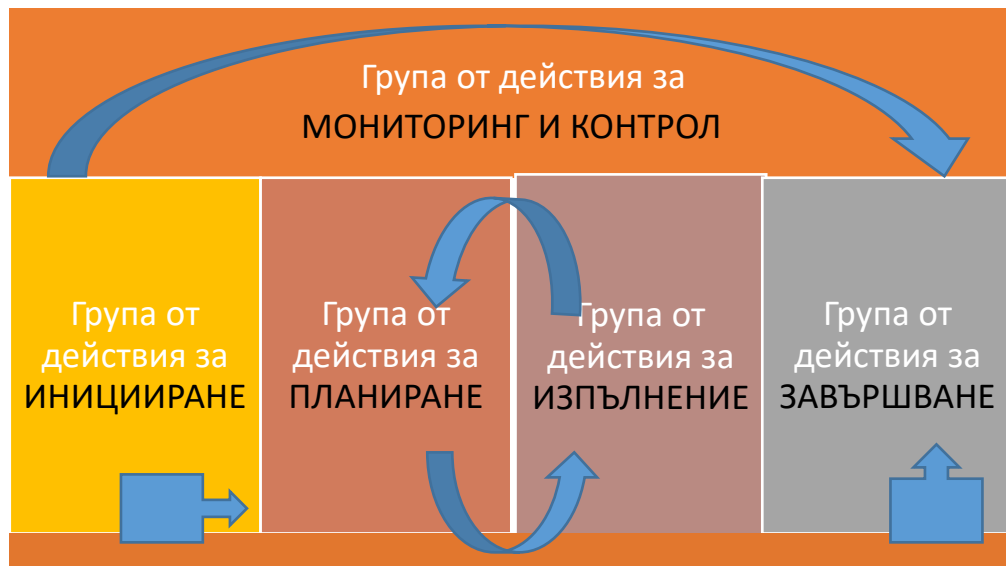 Група от действия за
МОНИТОРИНГ И КОНТРОЛ
Група от
действия за
ИНИЦИИРАНЕ
Група от
действия за
ПЛАНИРАНЕ
Група от
действия за
ИЗПЪЛНЕНИЕ
Група от
действия за
ЗАВЪРШВАНЕ